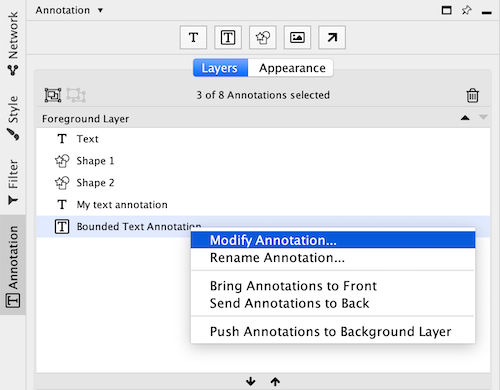 Annotation ▼
Layers Appearance
3 of 8 Annotations selected
Foreground Layer
Text
Shape 1
Shape 2
My text annotation
Bounded Text Annotation
Modify Annotation...
Rename Annotation...
Bring Annotations to Front
Send Annotations to Back
Push Annotations to Background Layer
Network
Style
Filter
Annotation